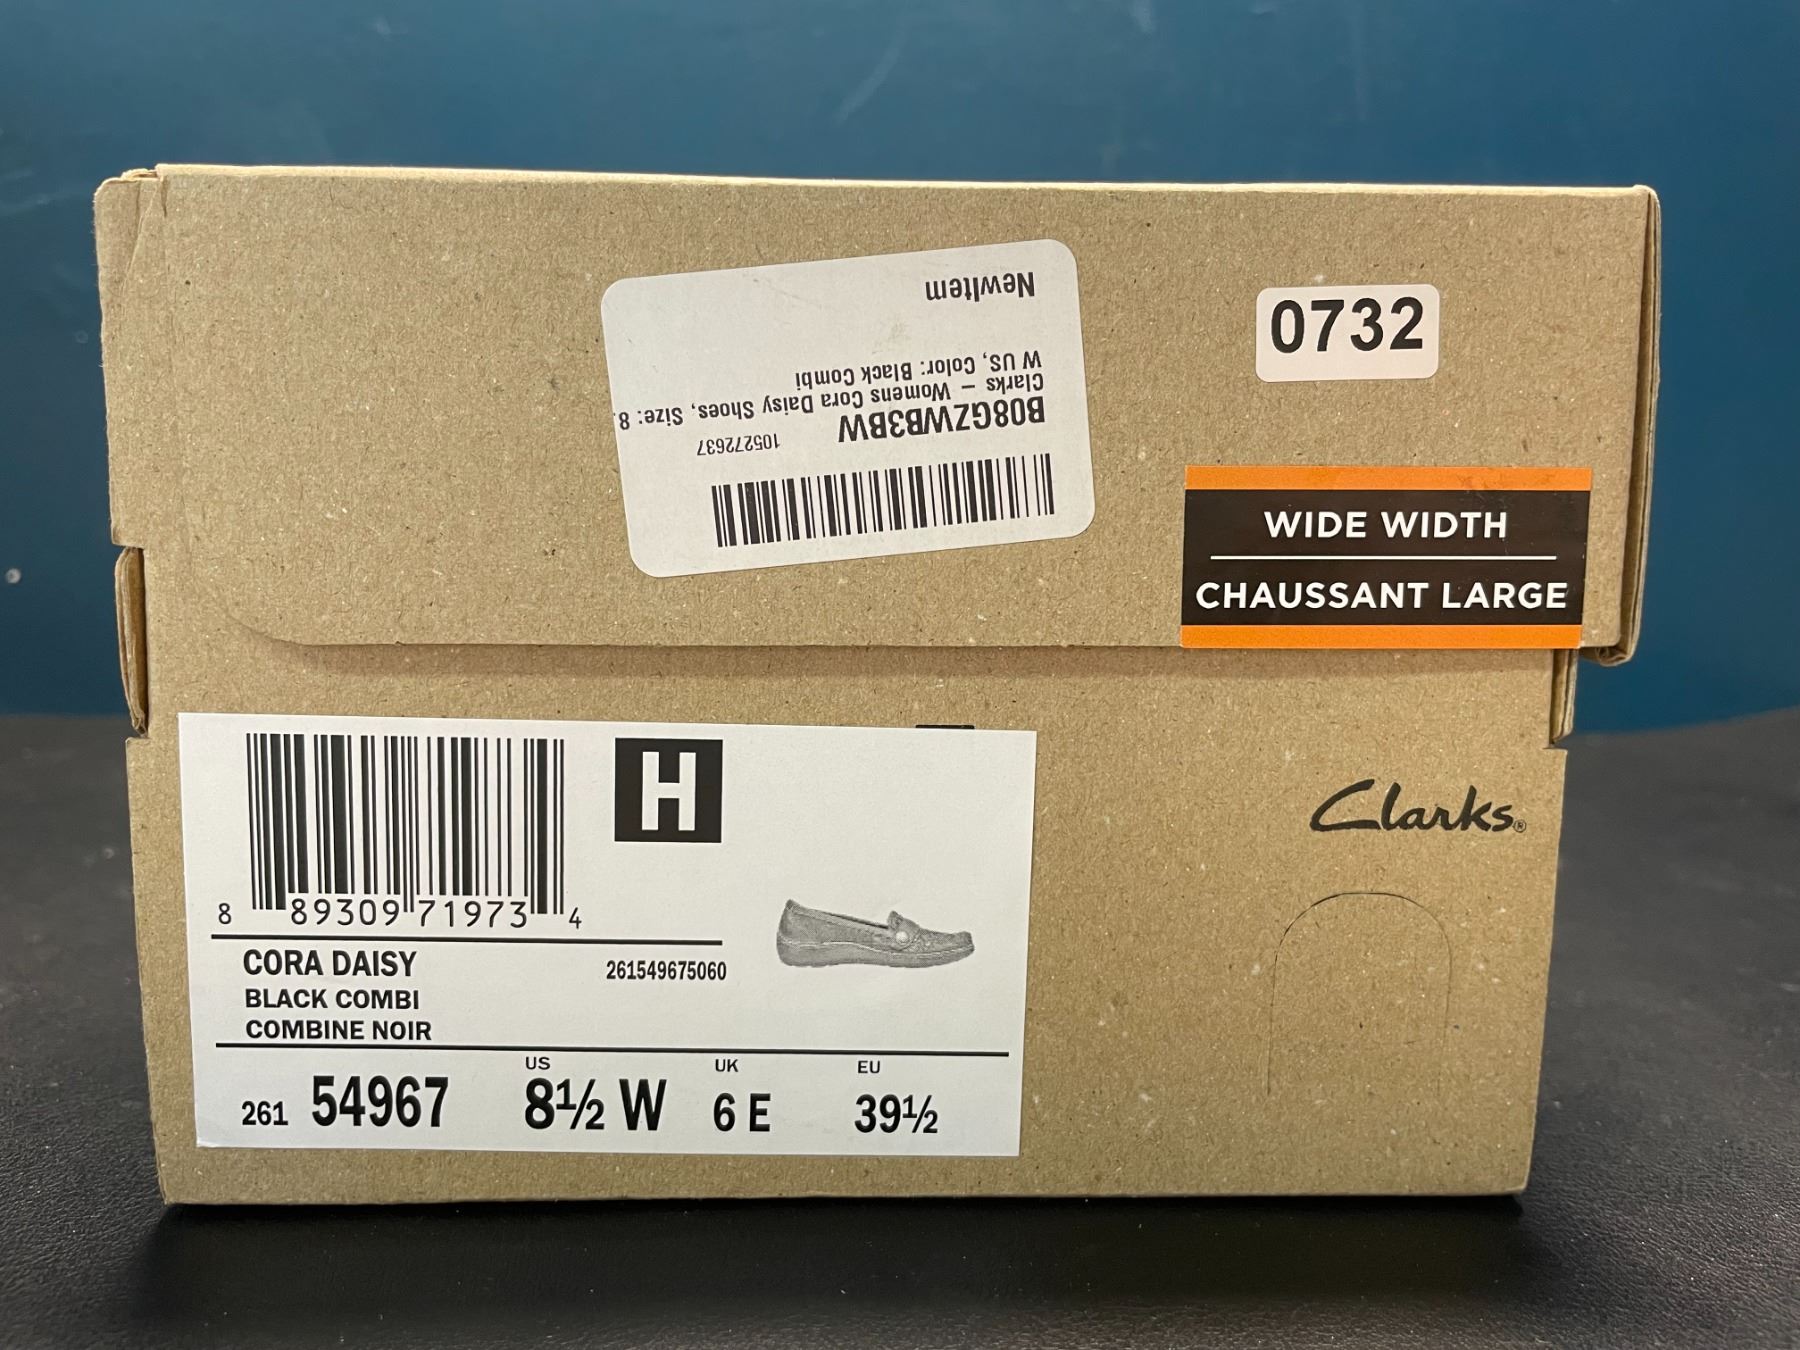 NewItem
W US, Color: Black Combi
Clarks – Womens Cora Daisy Shoes, Size: 8.
B08GZWB3BW
105272637
0732
WIDE WIDTH
CHAUSSANT LARGE
Clarks®
H
8 89309 71973 4
CORA DAISY
261549675060
BLACK COMBI
COMBINE NOIR
US UK EU
261 54967 8½ W 6 E 39½